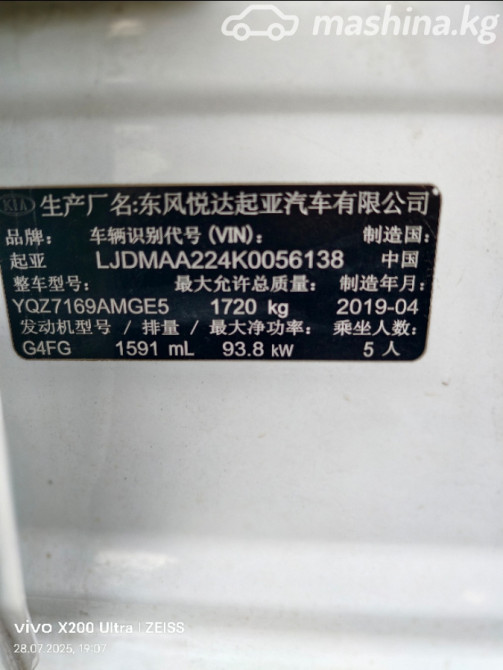 mashina.kg
KIA 生产厂名:东风悦达起亚汽车有限公司
品牌: 车辆识别代号(VIN): 制造国:
起亚 LJDMAA224K0056138 中国
整车型号: 最大允许总质量: 制造年月:
YQZ7169AMGE5 1720 kg 2019-04
发动机型号 / 排量 / 最大净功率: 乘坐人数:
G4FG 1591 mL 93.8 kW 5 人
vivo X200 Ultra | ZEISS
28.07.2025, 19:07